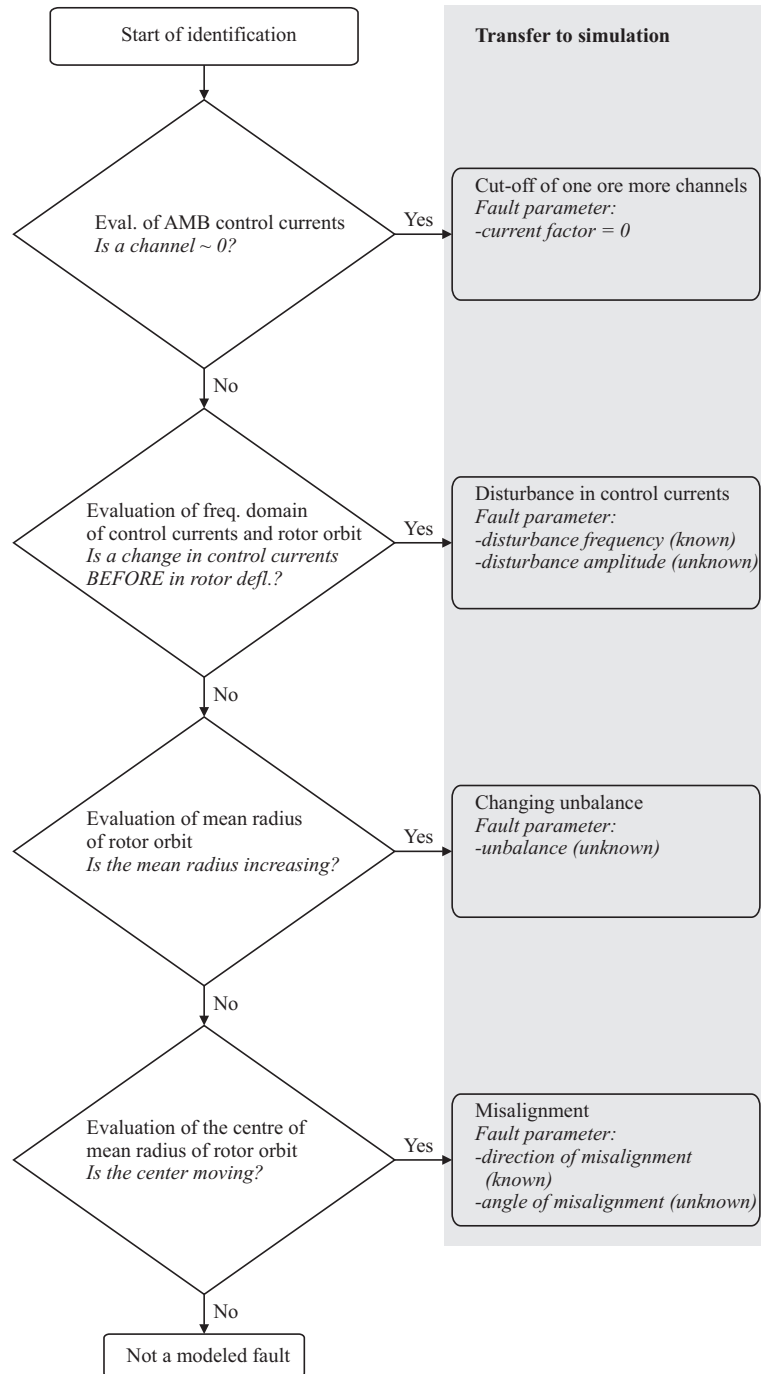 Start of identification
Transfer to simulation
Eval. of AMB control currents
Is a channel ~ 0?
Yes
Cut-off of one ore more channels
Fault parameter:
-current factor = 0
No
Evaluation of freq. domain
of control currents and rotor orbit
Is a change in control currents
BEFORE in rotor defl.?
Yes
Disturbance in control currents
Fault parameter:
-disturbance frequency (known)
-disturbance amplitude (unknown)
No
Evaluation of mean radius
of rotor orbit
Is the mean radius increasing?
Yes
Changing unbalance
Fault parameter:
-unbalance (unknown)
No
Evaluation of the centre of
mean radius of rotor orbit
Is the center moving?
Yes
Misalignment
Fault parameter:
-direction of misalignment
(known)
-angle of misalignment (unknown)
No
Not a modeled fault